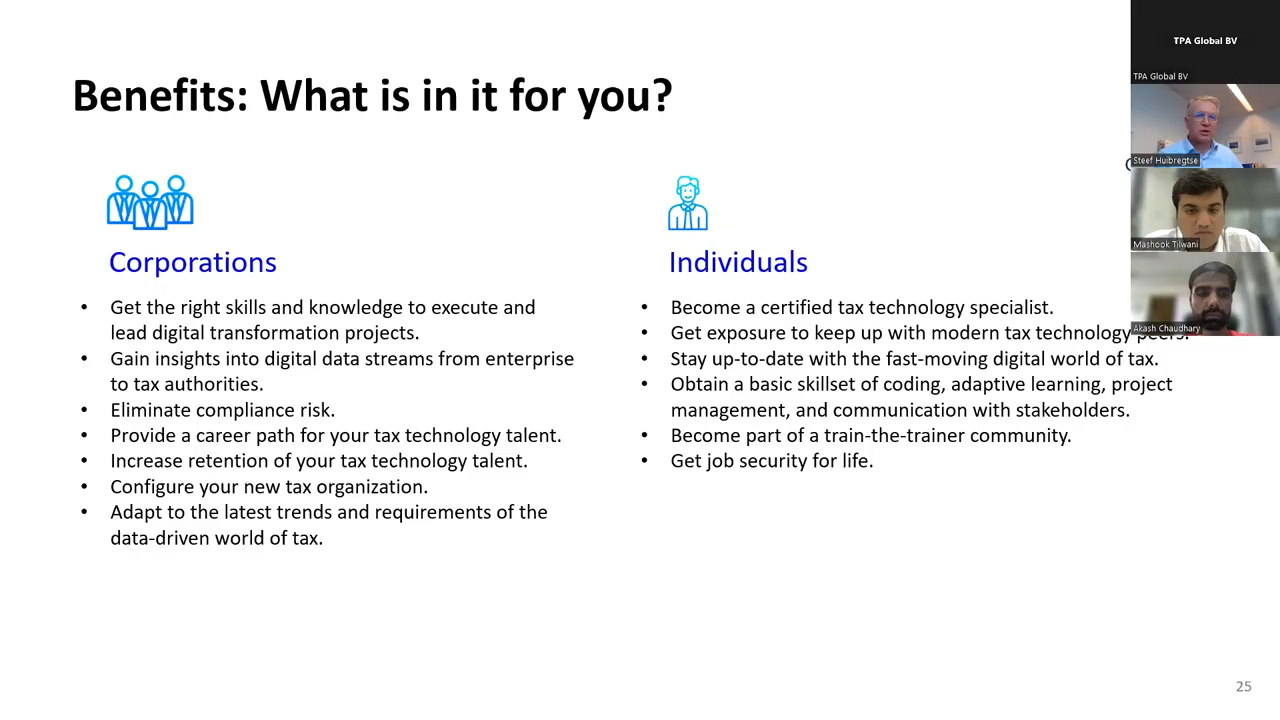 Benefits: What is in it for you?
Corporations
• Get the right skills and knowledge to execute and
lead digital transformation projects.
• Gain insights into digital data streams from enterprise
to tax authorities.
• Eliminate compliance risk.
• Provide a career path for your tax technology talent.
• Increase retention of your tax technology talent.
• Configure your new tax organization.
• Adapt to the latest trends and requirements of the
data-driven world of tax.
Individuals
• Become a certified tax technology specialist.
• Get exposure to keep up with modern tax technology peers.
• Stay up-to-date with the fast-moving digital world of tax.
• Obtain a basic skillset of coding, adaptive learning, project
management, and communication with stakeholders.
• Become part of a train-the-trainer community.
• Get job security for life.
TPA Global BV
TPA Global BV
Steef Huibregtse
Mashook Tilwani
Akash Chaudhary
25